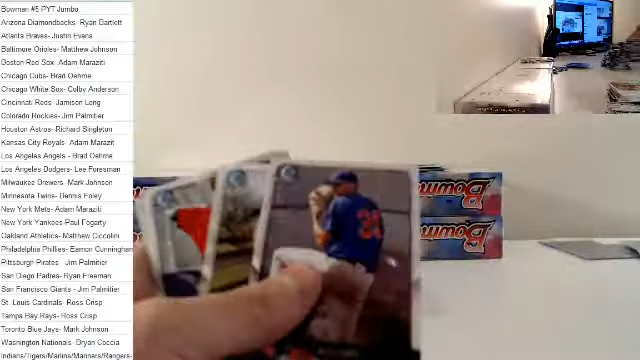 Bowman #5 PYT Jumbo
Arizona Diamondbacks- Ryan Bartlett
Atlanta Braves- Justin Evans
Baltimore Orioles- Matthew Johnson
Boston Red Sox- Adam Maraziti
Chicago Cubs- Brad Oehme
Chicago White Sox- Colby Anderson
Cincinnati Reds- Jamison Long
Colorado Rockies- Jim Palmitier
Houston Astros- Richard Singleton
Kansas City Royals- Adam Marazit
Los Angeles Angels - Brad Oehme
Los Angeles Dodgers- Lee Foresman
Milwaukee Brewers- Mark Johnson
Minnesota Twins- Dennis Foley
New York Mets- Adam Maraziti
New York Yankees-Paul Fogarty
Oakland Athletics- Matthew Ciccolini
Philadelphia Phillies- Eamon Cunningham
Pittsburgh Pirates - Jim Palmitier
San Diego Padres- Ryan Freeman
San Francisco Giants - Jim Palmitier
St. Louis Cardinals- Ross Crisp
Tampa Bay Rays- Ross Crisp
Toronto Blue Jays- Mark Johnson
Washington Nationals- Bryan Coccia
Indians/Tigers/Marlins/Mariners/Rangers-
Bowman
Bowman